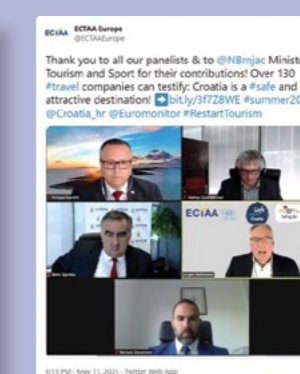 ECTAA
ECTAA Europe
@ECTAAEurope
Thank you to all our panelists & to @NBrnjac Minist
Tourism and Sport for their contributions! Over 130
#travel companies can testify: Croatia is a #safe and
attractive destination! bit.ly/3f7Z8WE #summer20
@Croatia_hr @Euromonitor #RestartTourism
ECTAA
6:13 PM - May 11, 2021 - Twitter Web App